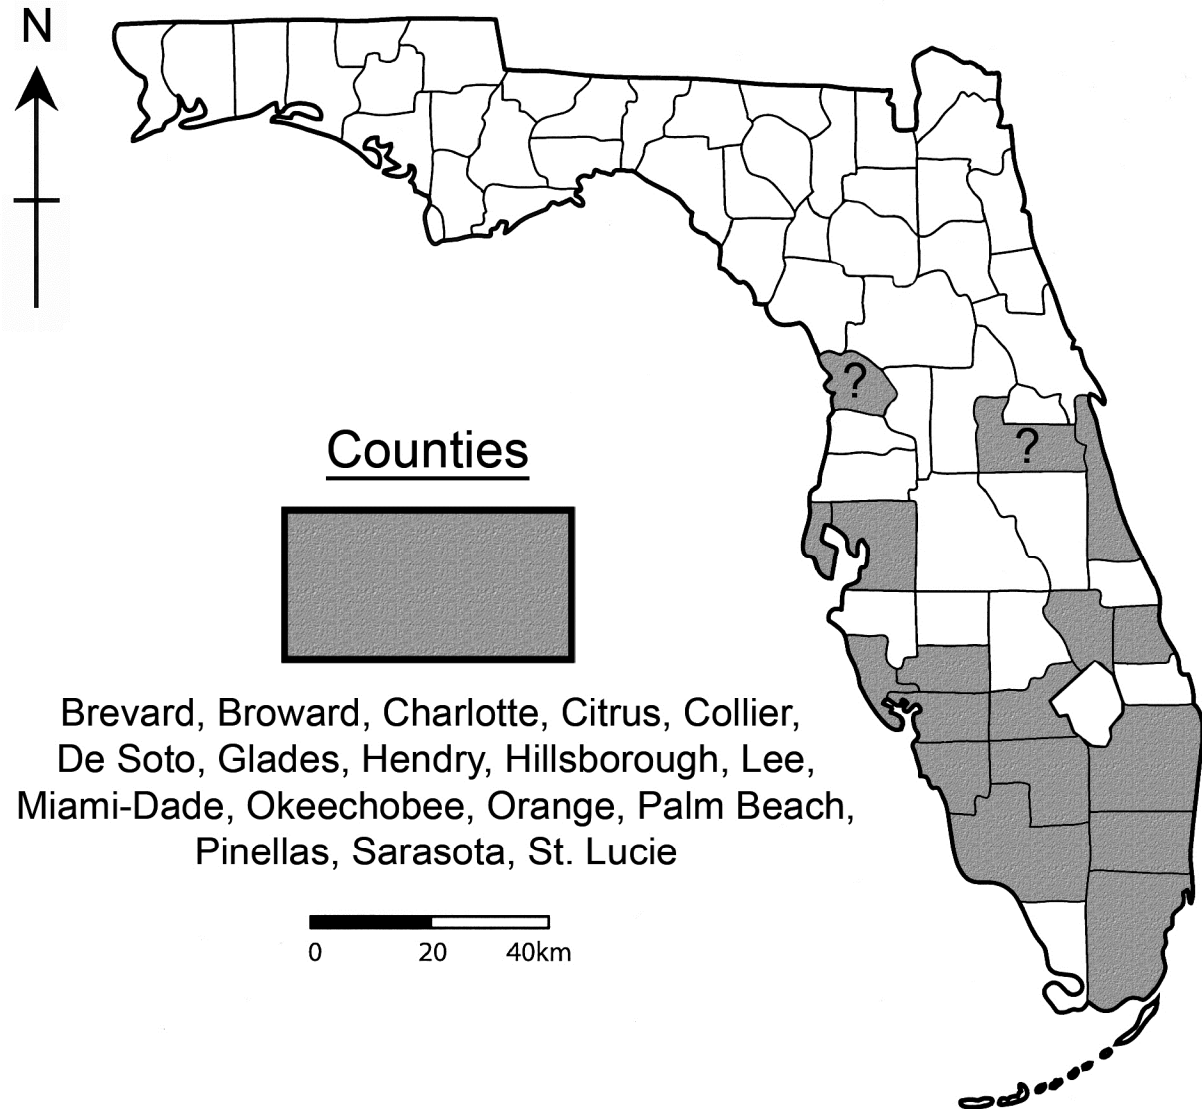 N
?
?
Counties
Brevard, Broward, Charlotte, Citrus, Collier,
De Soto, Glades, Hendry, Hillsborough, Lee,
Miami-Dade, Okeechobee, Orange, Palm Beach,
Pinellas, Sarasota, St. Lucie
0 20 40km